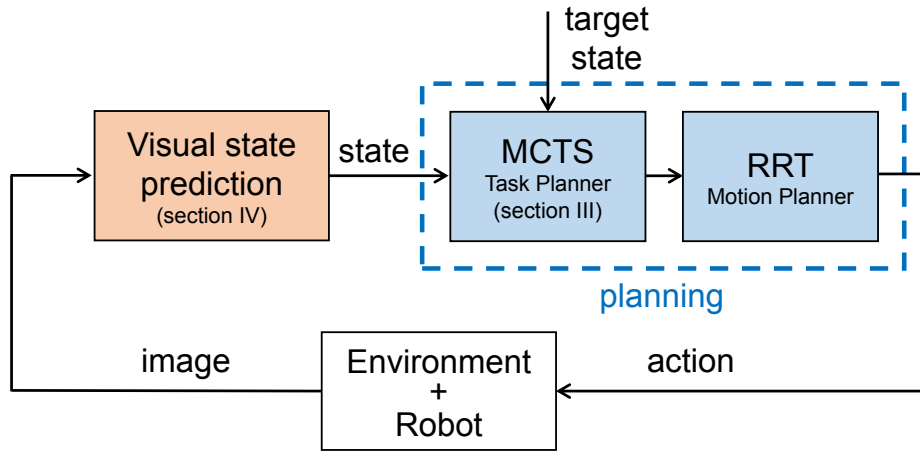 target
state
Visual state
prediction
(section IV)
state
MCTS
Task Planner
(section III)
RRT
Motion Planner
planning
image
Environment
+
Robot
action